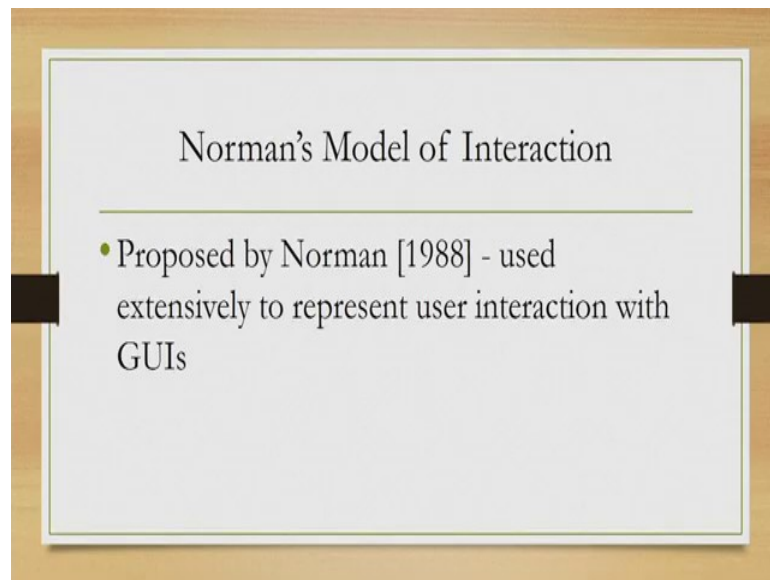 Norman's Model of Interaction
•Proposed by Norman [1988] - used
extensively to represent user interaction with
GUIs